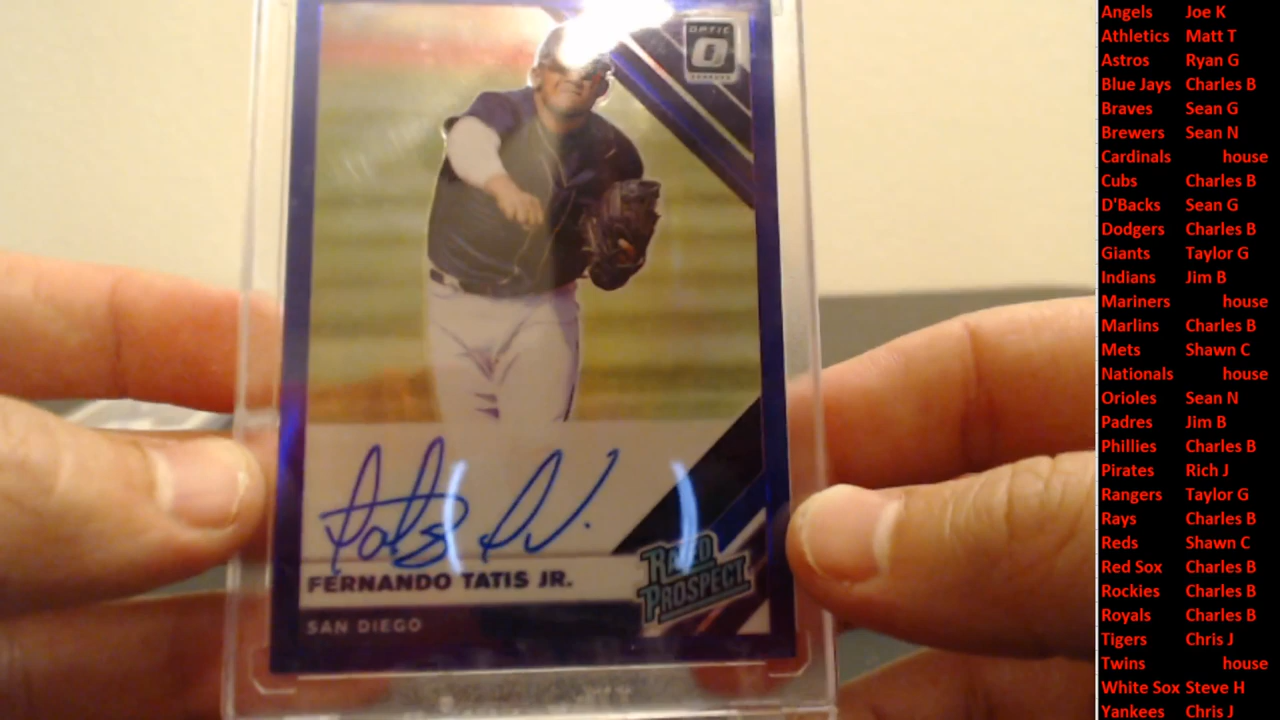 OPTIC
O
DONRUSS
Tatis Jr.
FERNANDO TATIS JR.
RATED
PROSPECT
SAN DIEGO
Angels Joe K
Athletics Matt T
Astros Ryan G
Blue Jays Charles B
Braves Sean G
Brewers Sean N
Cardinals house
Cubs Charles B
D'Backs Sean G
Dodgers Charles B
Giants Taylor G
Indians Jim B
Mariners house
Marlins Charles B
Mets Shawn C
Nationals house
Orioles Sean N
Padres Jim B
Phillies Charles B
Pirates Rich J
Rangers Taylor G
Rays Charles B
Reds Shawn C
Red Sox Charles B
Rockies Charles B
Royals Charles B
Tigers Chris J
Twins house
White Sox Steve H
Yankees Chris J